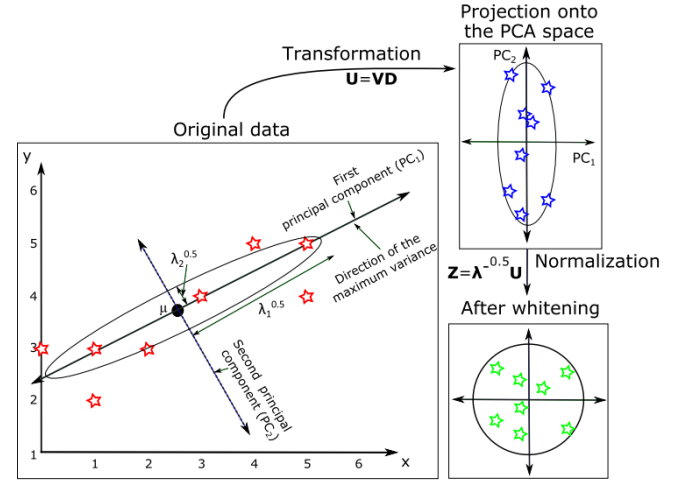 Projection onto
the PCA space
Transformation
U=VD
PC2
PC1
Original data
y
6
5
4
3
2
1
First
principal component (PC1)
λ2^0.5
Direction of the
maximum variance
μ
λ1^0.5
Second principal
component (PC2)
1 2 3 4 5 6
x
Z=λ^-0.5U
Normalization
After whitening